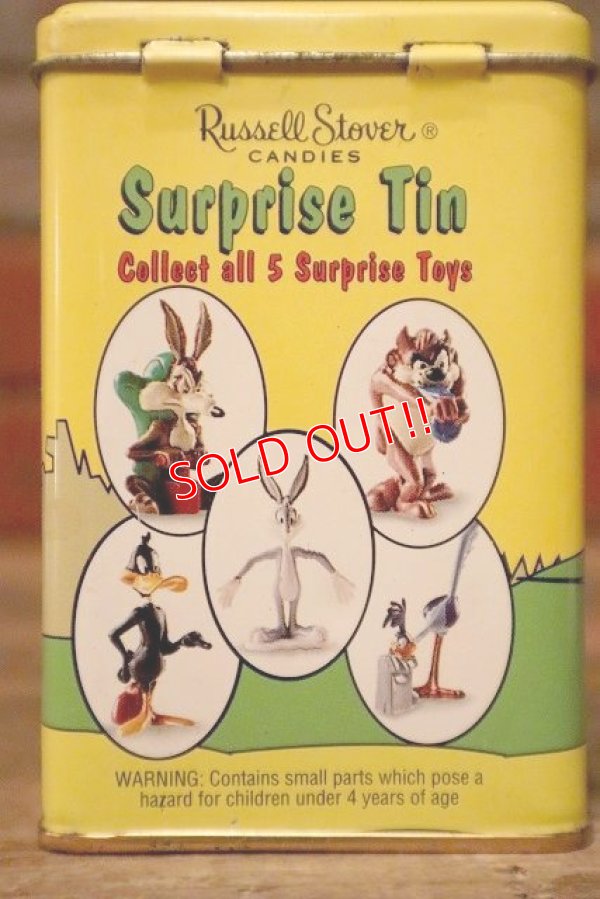 Russell Stover ®
CANDIES
Surprise Tin
Collect all 5 Surprise Toys
SOLD OUT!!
WARNING: Contains small parts which pose a
hazard for children under 4 years of age